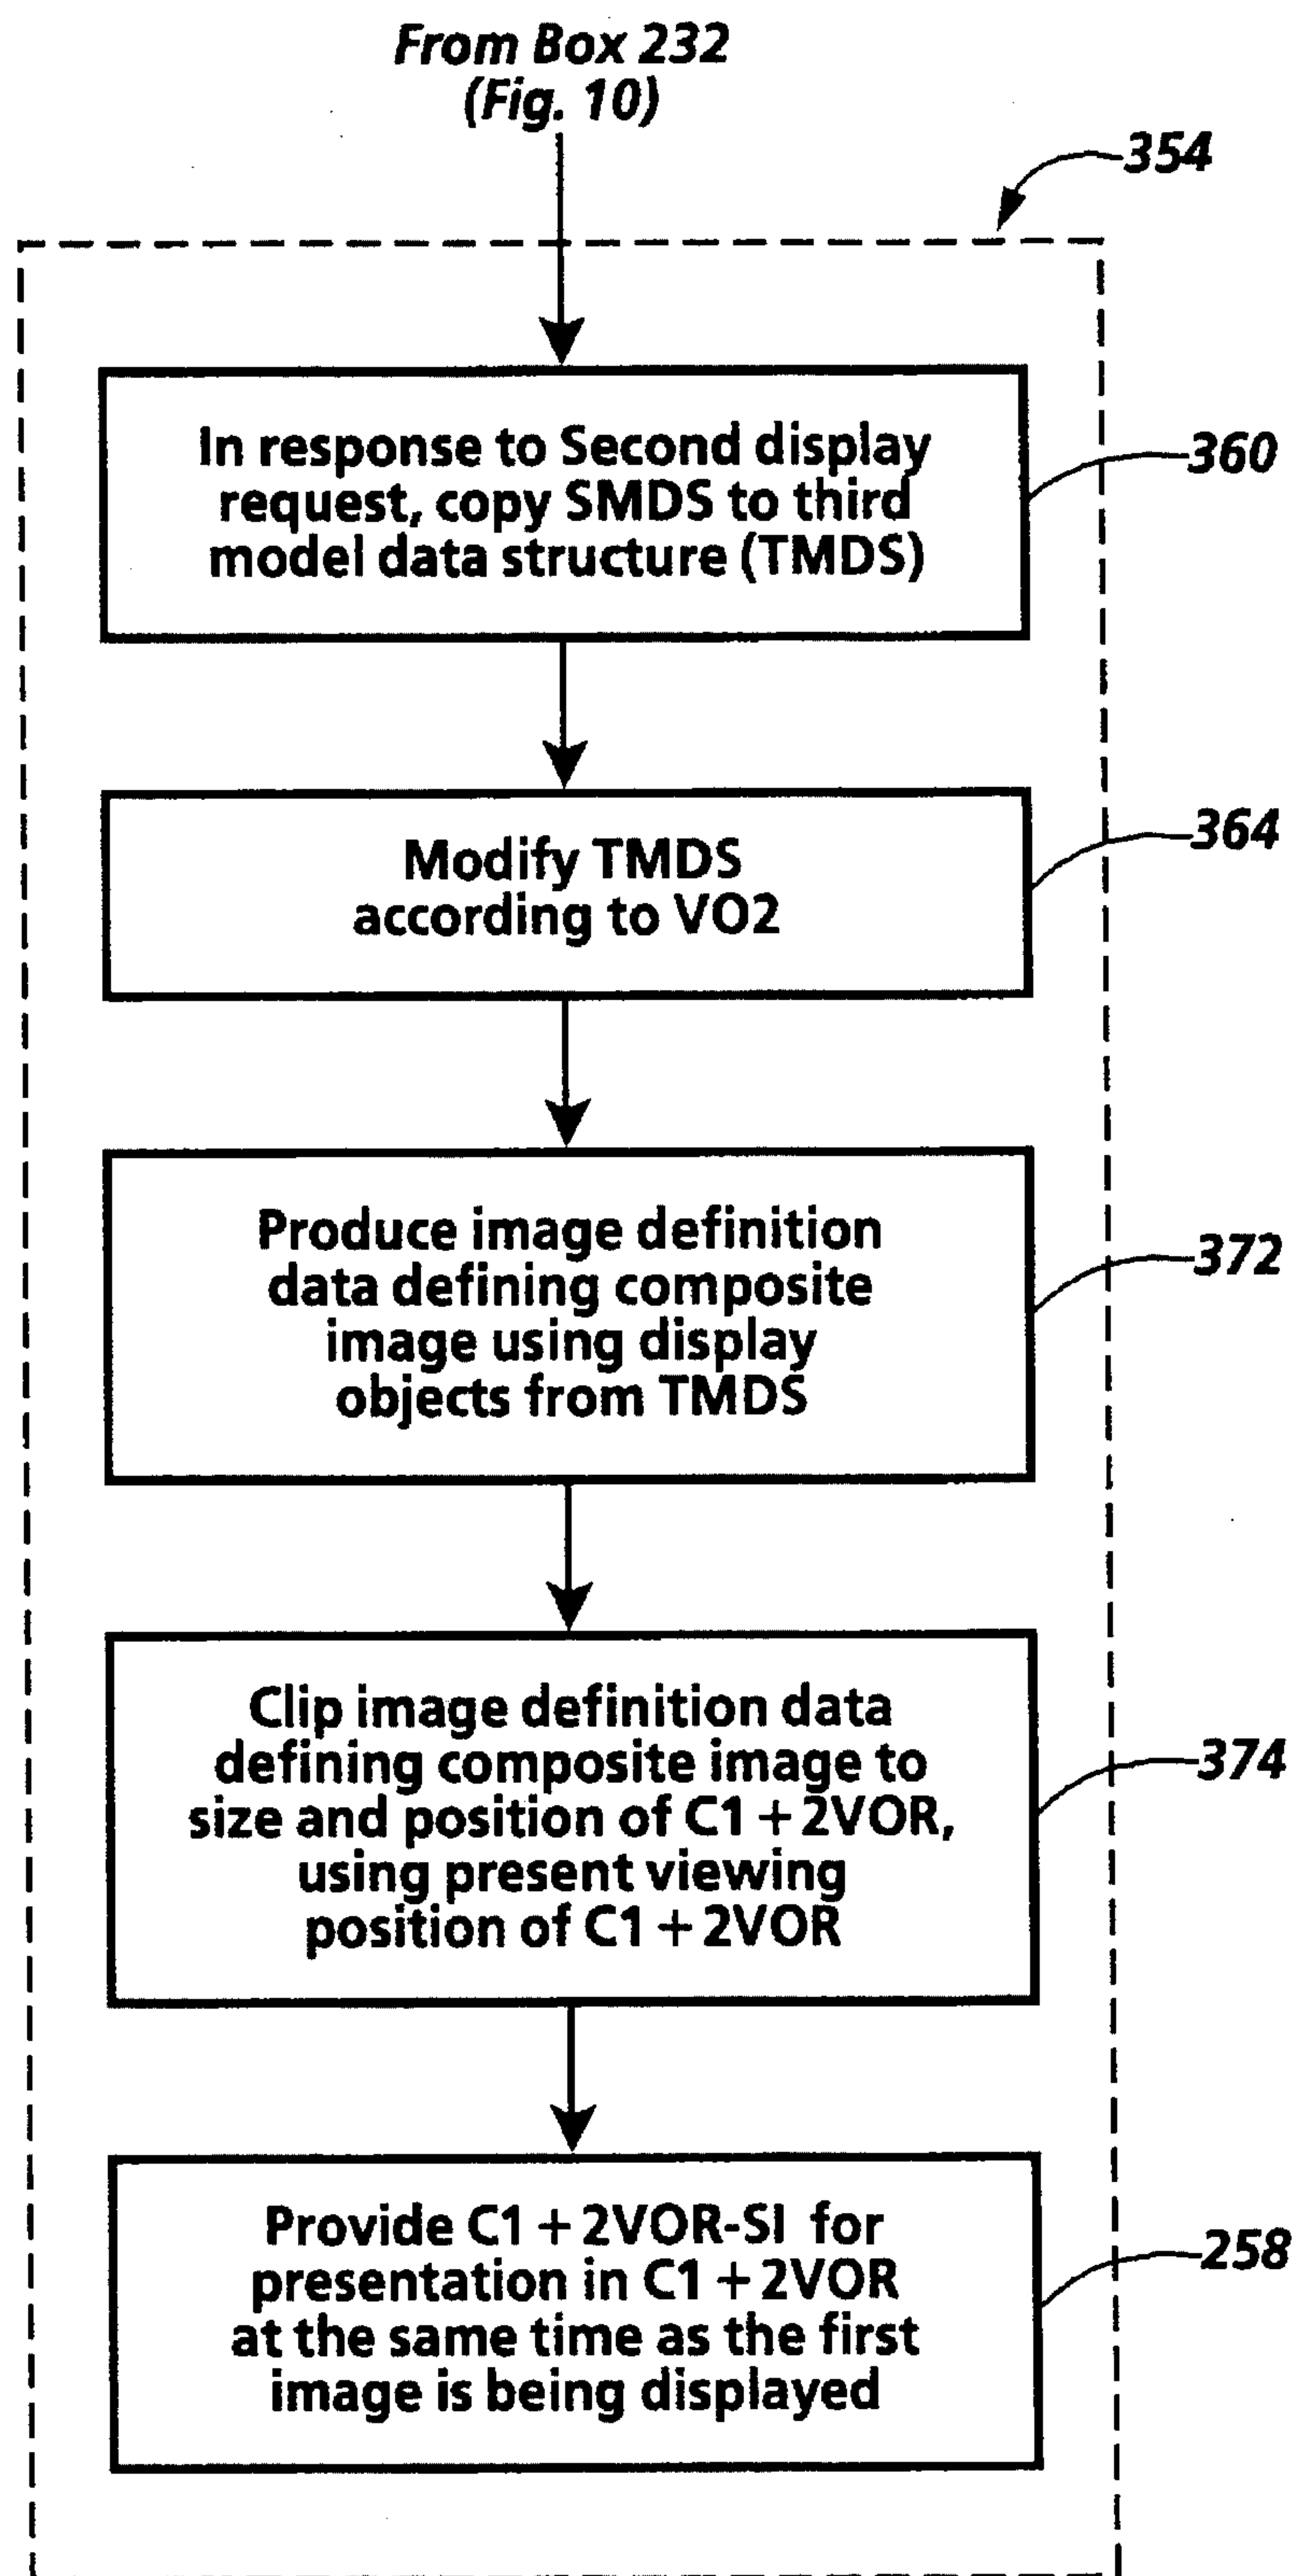 From Box 232
(Fig. 10)
354
In response to Second display
request, copy SMDS to third
model data structure (TMDS)
360
Modify TMDS
according to VO2
364
Produce image definition
data defining composite
image using display
objects from TMDS
372
Clip image definition data
defining composite image to
size and position of C1 + 2VOR,
using present viewing
position of C1 + 2VOR
374
Provide C1 + 2VOR-SI for
presentation in C1 + 2VOR
at the same time as the first
image is being displayed
258